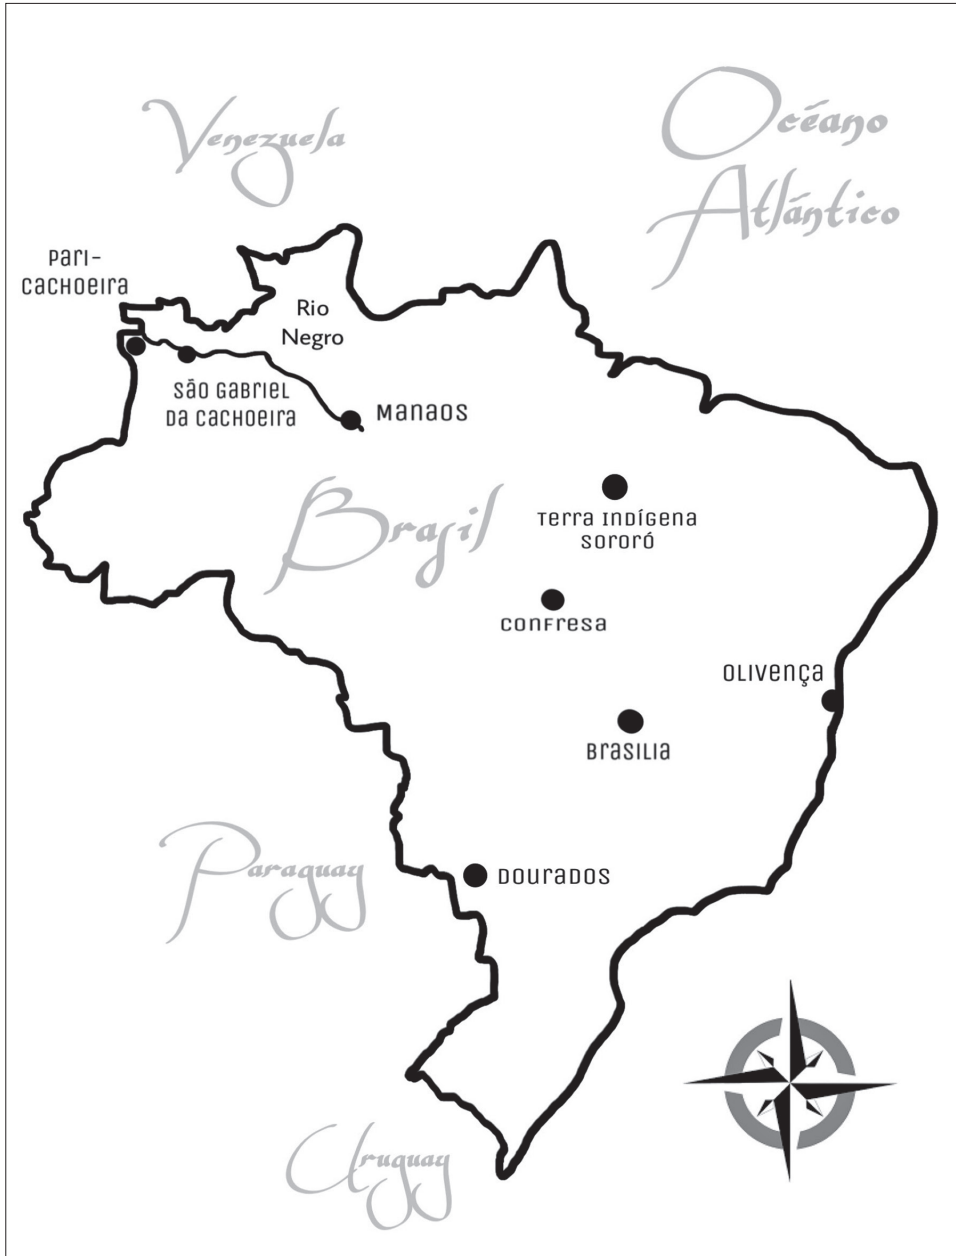 Venezuela
Océano
Atlántico
Pari-
Cachoeira
Rio
Negro
São Gabriel
da Cachoeira
Manaos
Brasil
Terra Indígena
Sororó
Confresa
Olivença
Brasilia
Paraguay
Dourados
Uruguay